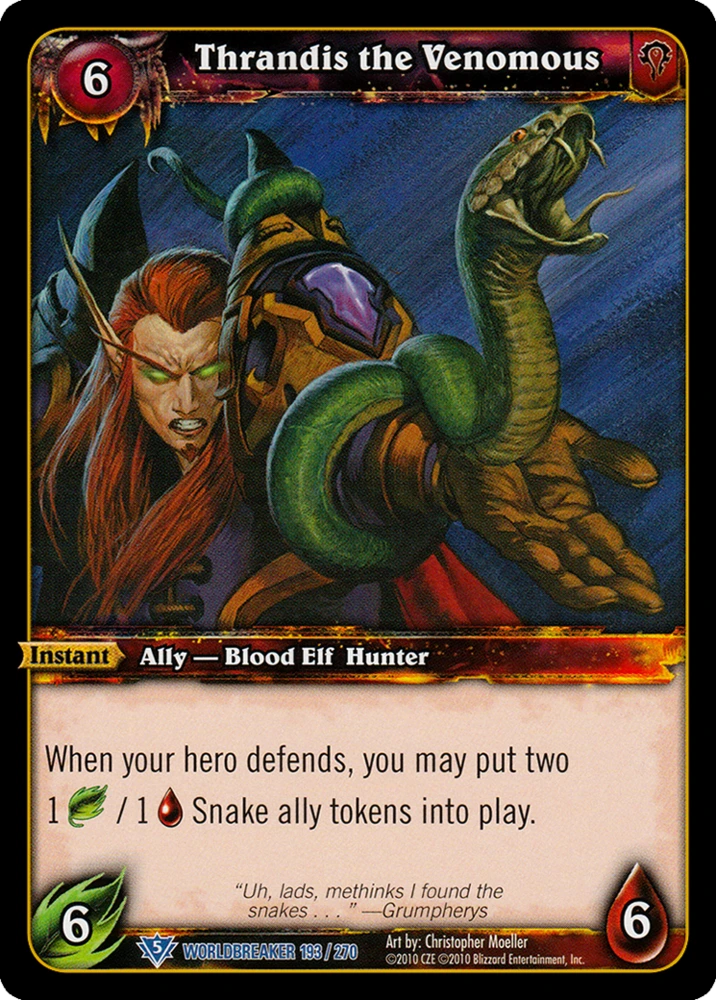 6
Thrandis the Venomous
Instant
Ally — Blood Elf Hunter
When your hero defends, you may put two
1 / 1 Snake ally tokens into play.
"Uh, lads, methinks I found the
snakes . . . " —Grumpherys
6
5
WORLDBREAKER 193 / 270
Art by: Christopher Moeller
©2010 CZE ©2010 Blizzard Entertainment, Inc.
6